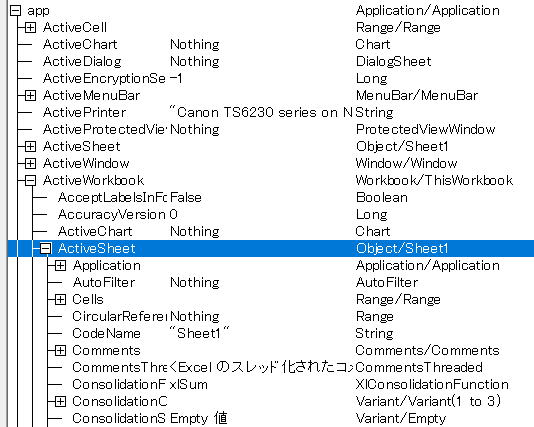 app Application/Application
ActiveCell Range/Range
ActiveChart Nothing Chart
ActiveDialog Nothing DialogSheet
ActiveEncryptionSe -1 Long
ActiveMenuBar MenuBar/MenuBar
ActivePrinter "Canon TS6230 series on N String
ActiveProtectedVie Nothing ProtectedViewWindow
ActiveSheet Object/Sheet1
ActiveWindow Window/Window
ActiveWorkbook Workbook/ThisWorkbook
AcceptLabelsInFo False Boolean
AccuracyVersion 0 Long
ActiveChart Nothing Chart
ActiveSheet Object/Sheet1
Application Application/Application
AutoFilter Nothing AutoFilter
Cells Range/Range
CircularReferen Nothing Range
CodeName "Sheet1" String
Comments Comments/Comments
CommentsThre <Excel のスレッド化されたコメ CommentsThreaded
ConsolidationF xlSum XlConsolidationFunction
ConsolidationO Variant/Variant(1 to 3)
ConsolidationS Empty 値 Variant/Empty